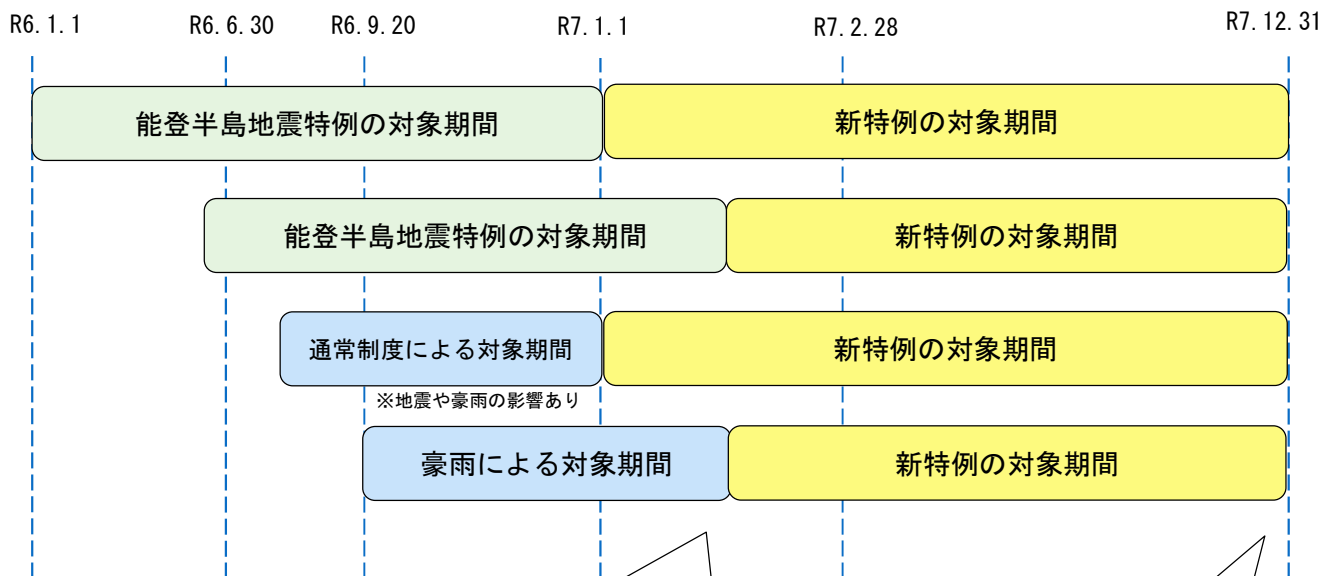 R6.1.1 R6.6.30 R6.9.20 R7.1.1 R7.2.28 R7.12.31
能登半島地震特例の対象期間 新特例の対象期間
能登半島地震特例の対象期間 新特例の対象期間
通常制度による対象期間 新特例の対象期間
※地震や豪雨の影響あり
豪雨による対象期間 新特例の対象期間